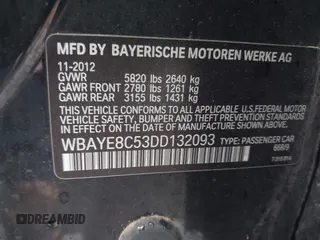 MFD BY BAYERISCHE MOTOREN WERKE AG
11-2012
GVWR 5820 lbs 2640 kg
GAWR FRONT 2780 lbs 1261 kg
GAWR REAR 3155 lbs 1431 kg
THIS VEHICLE CONFORMS TO ALL APPLICABLE U.S. FEDERAL MOTOR
VEHICLE SAFETY, BUMPER, AND THEFT PREVENTION STANDARDS IN
EFFECT ON THE DATE OF MANUFACTURE SHOWN ABOVE
WBAYE8C53DD132093 TYPE: PASSENGER CAR
BIDFAX
© DREAMBID